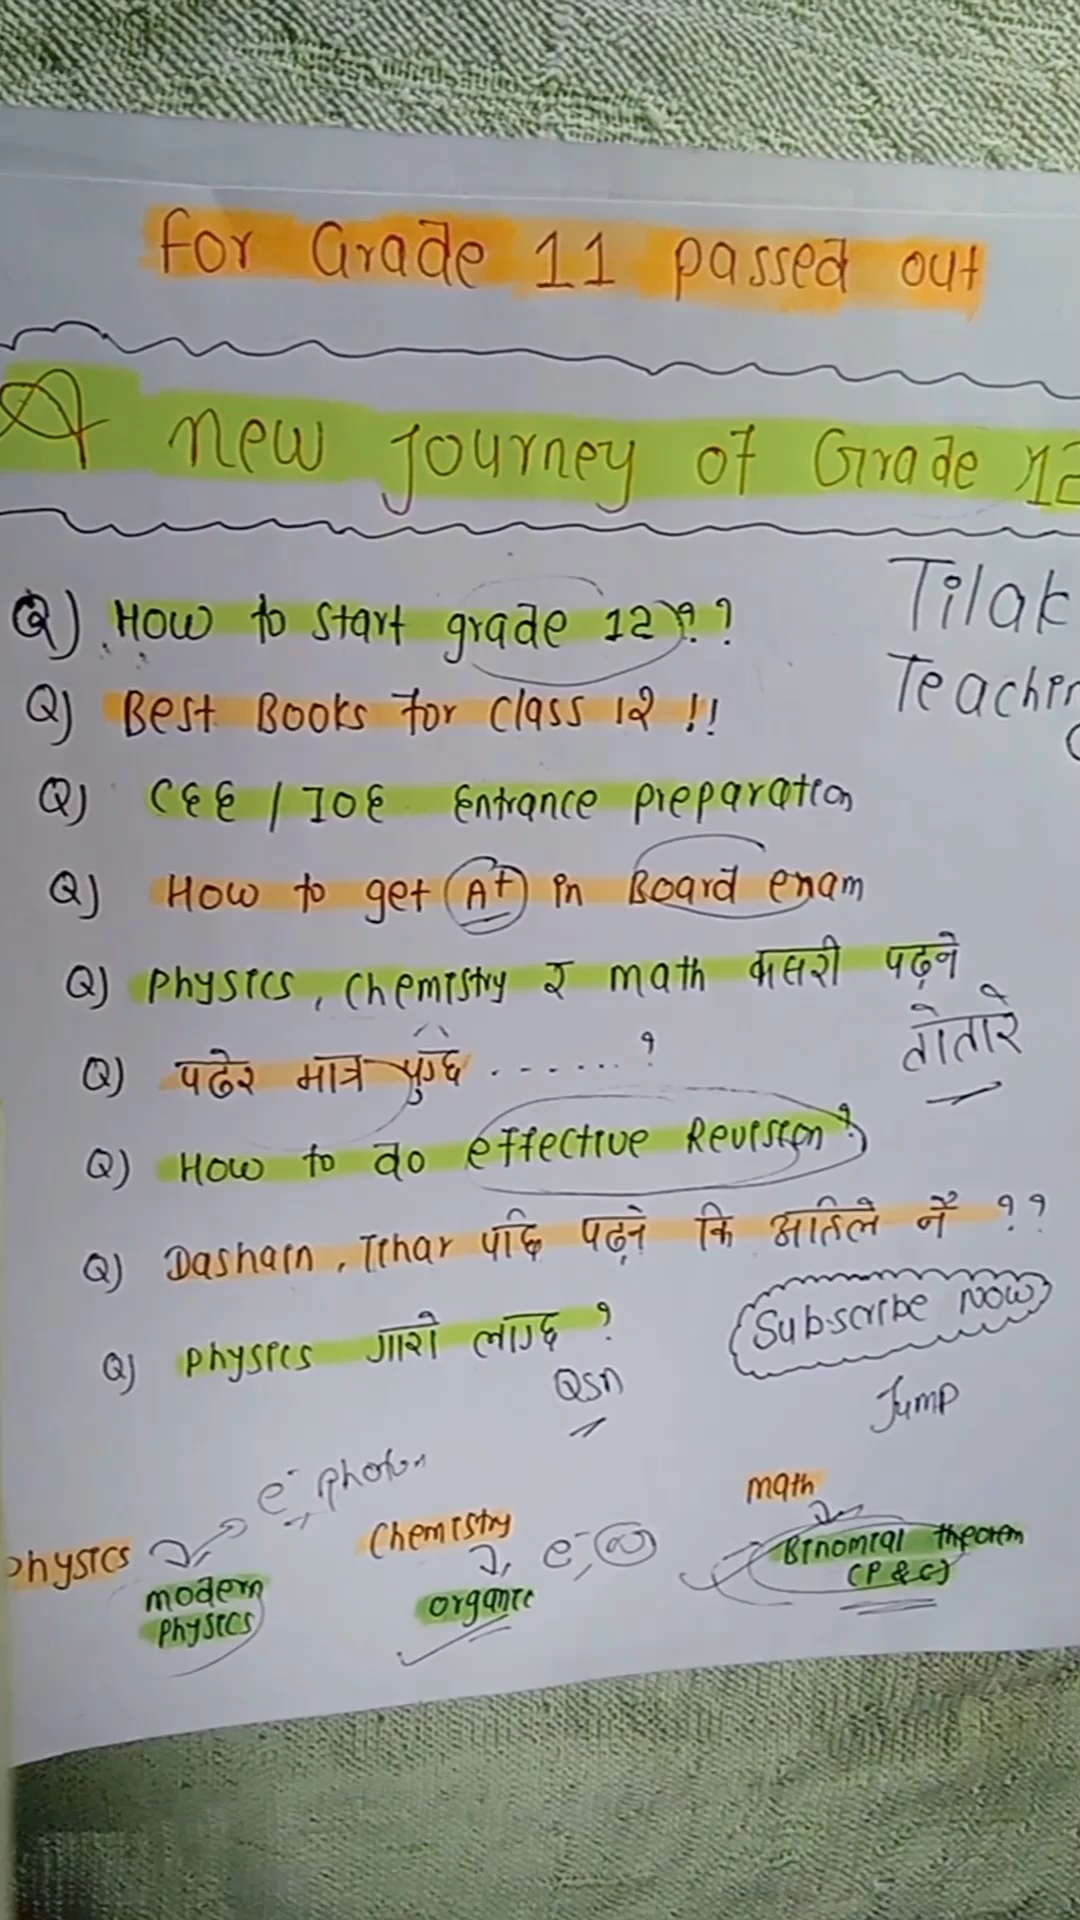 For Grade 11 passed out
A new journey of Grade 12
Q) How to start grade 12??
Tilak
Teachin
Q) Best Books for class 12 !!
Q) CEE / IOE Entrance preparation
Q) How to get A+ in Board exam
Q) Physics, Chemistry र math कसरी पढ्ने
तोतारे
Q) पढेर मात्र पुग्छ ......?
Q) How to do effective Revision?
Q) Dashain, Tihar पछि पढ्ने कि अहिले नै ??
Q) Physics गारो लाग्छ ?
Subscribe Now
Qsn
Jump
e- photon
Physics
modern
Physics
Chemistry
e-,
organic
math
Binomial theorem
(P & C)